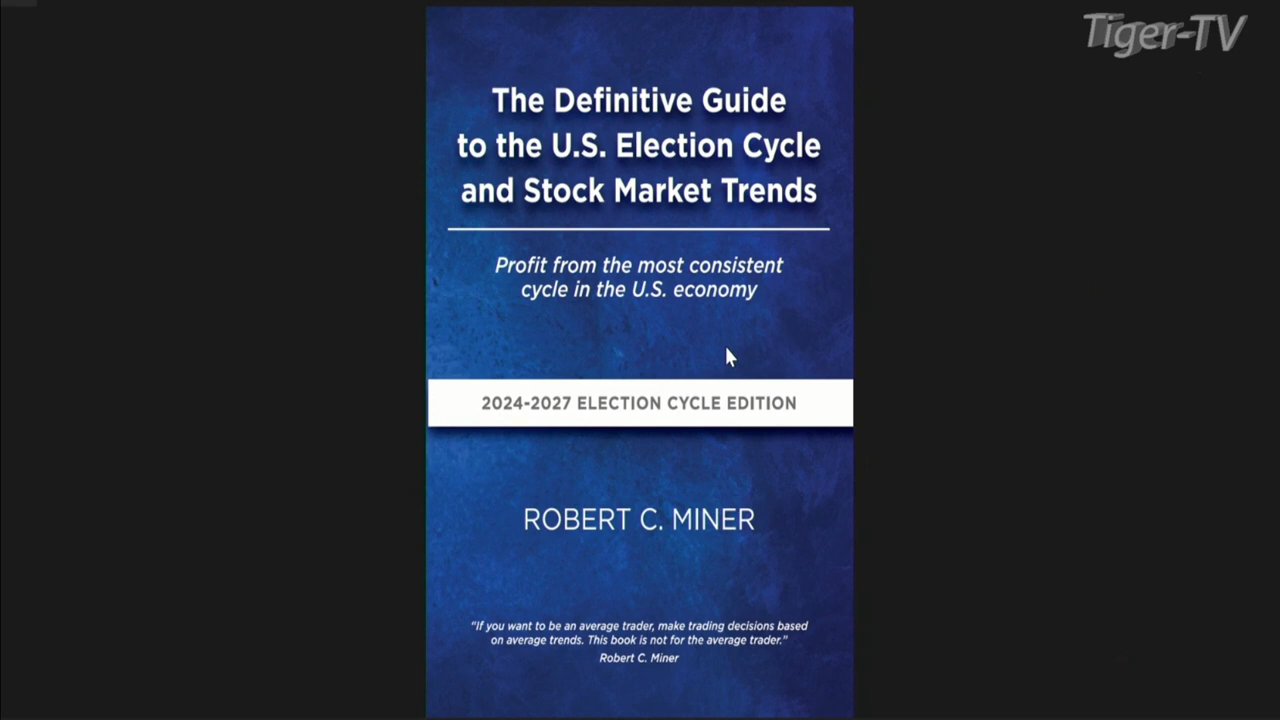 Tiger-TV
The Definitive Guide
to the U.S. Election Cycle
and Stock Market Trends
Profit from the most consistent
cycle in the U.S. economy
2024-2027 ELECTION CYCLE EDITION
ROBERT C. MINER
“If you want to be an average trader, make trading decisions based
on average trends. This book is not for the average trader.”
Robert C. Miner